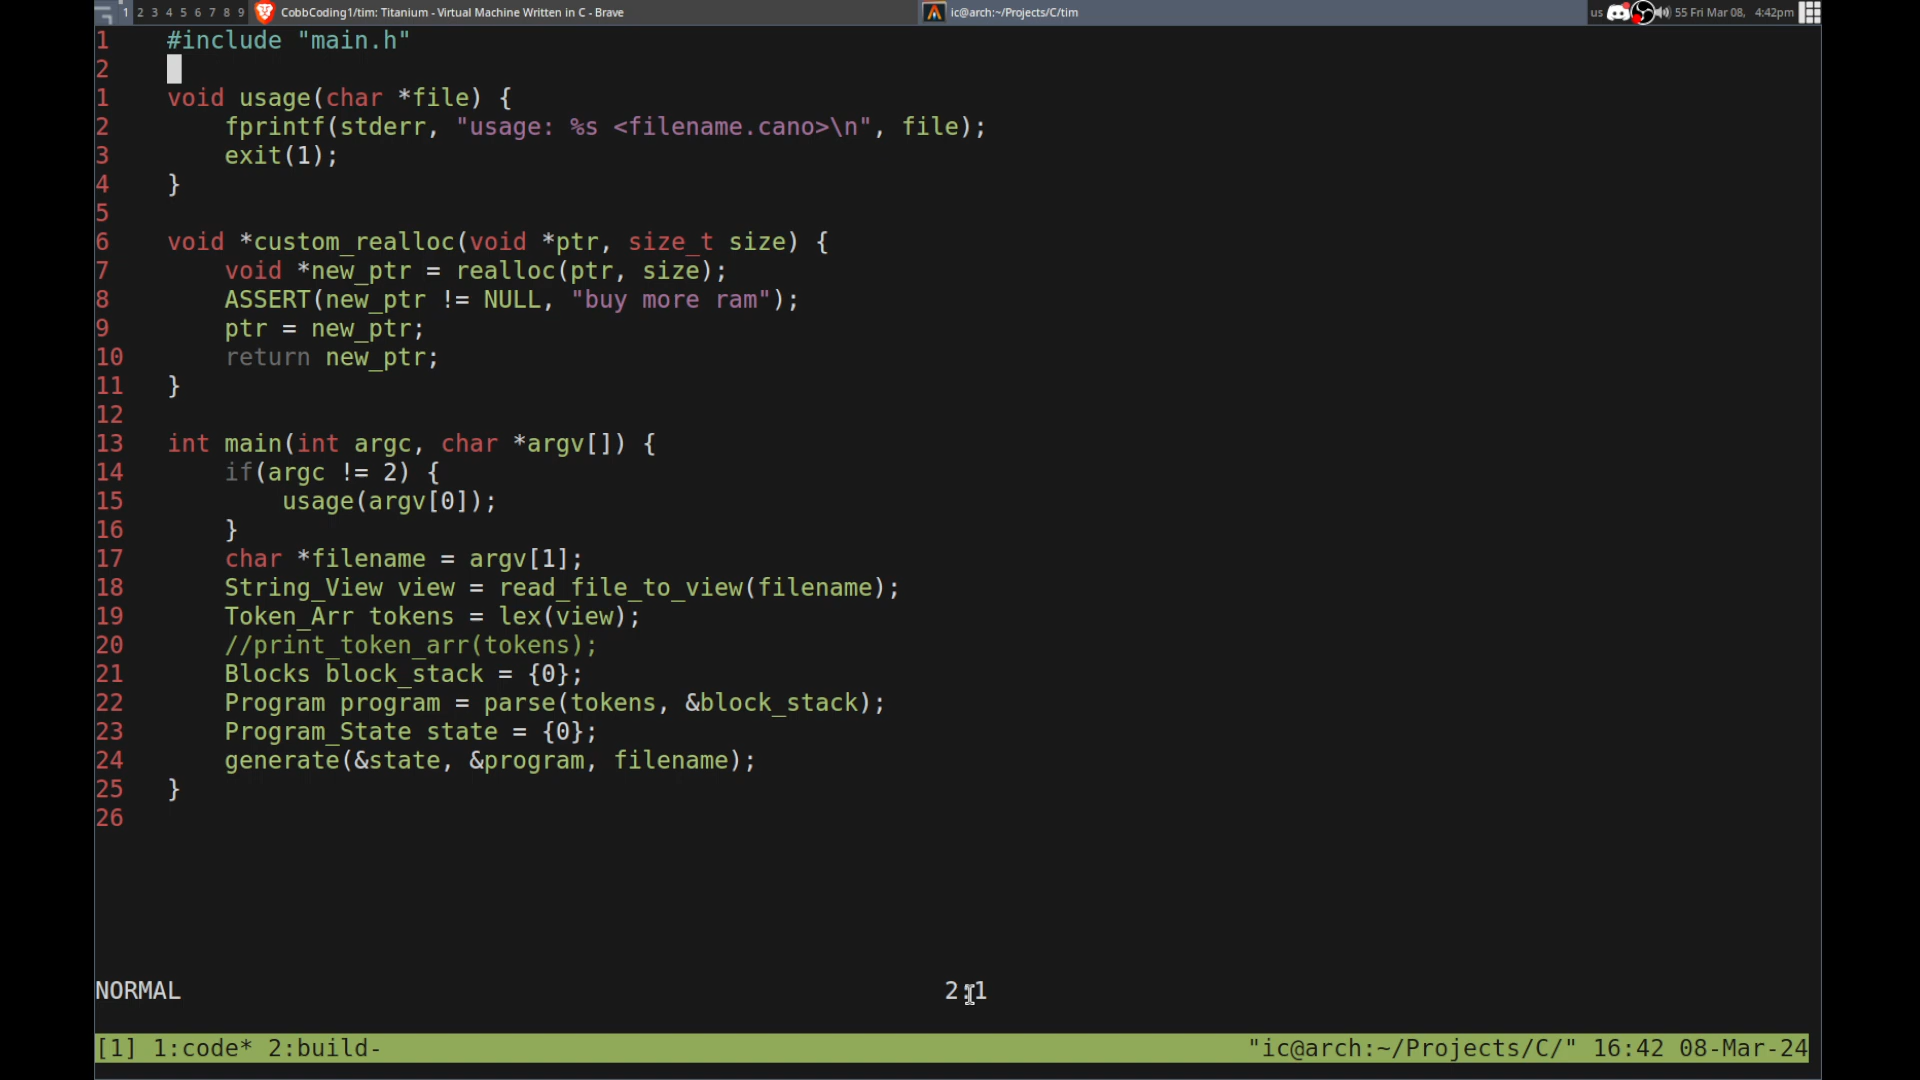 1 2 3 4 5 6 7 8 9 CobbCoding1/tim: Titanium - Virtual Machine Written in C - Brave ic@arch:~/Projects/C/tim us 55 Fri Mar 08, 4:42pm
1 #include "main.h"
2
1 void usage(char *file) {
2 fprintf(stderr, "usage: %s <filename.cano>\n", file);
3 exit(1);
4 }
5
6 void *custom_realloc(void *ptr, size_t size) {
7 void *new_ptr = realloc(ptr, size);
8 ASSERT(new_ptr != NULL, "buy more ram");
9 ptr = new_ptr;
10 return new_ptr;
11 }
12
13 int main(int argc, char *argv[]) {
14 if(argc != 2) {
15 usage(argv[0]);
16 }
17 char *filename = argv[1];
18 String_View view = read_file_to_view(filename);
19 Token_Arr tokens = lex(view);
20 //print_token_arr(tokens);
21 Blocks block_stack = {0};
22 Program program = parse(tokens, &block_stack);
23 Program_State state = {0};
24 generate(&state, &program, filename);
25 }
26
NORMAL 2:1
[1] 1:code* 2:build- "ic@arch:~/Projects/C/" 16:42 08-Mar-24